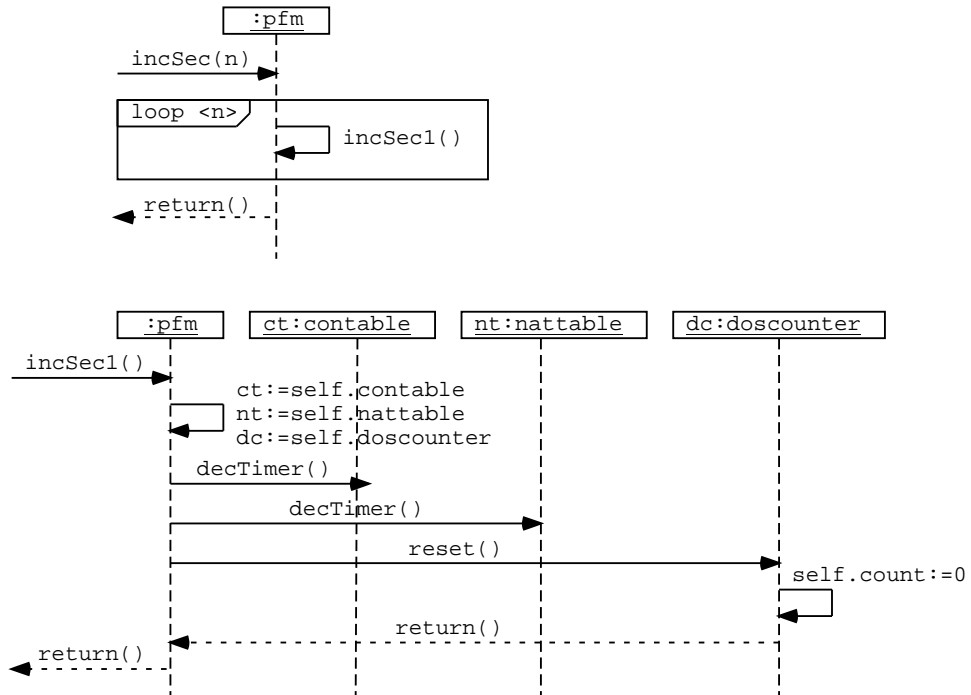 :pfm
incSec(n)
loop <n>
incSec1()
return()
:pfm
ct:contable
nt:nattable
dc:doscounter
incSec1()
ct:=self.contable
nt:=self.nattable
dc:=self.doscounter
decTimer()
decTimer()
reset()
self.count:=0
return()
return()